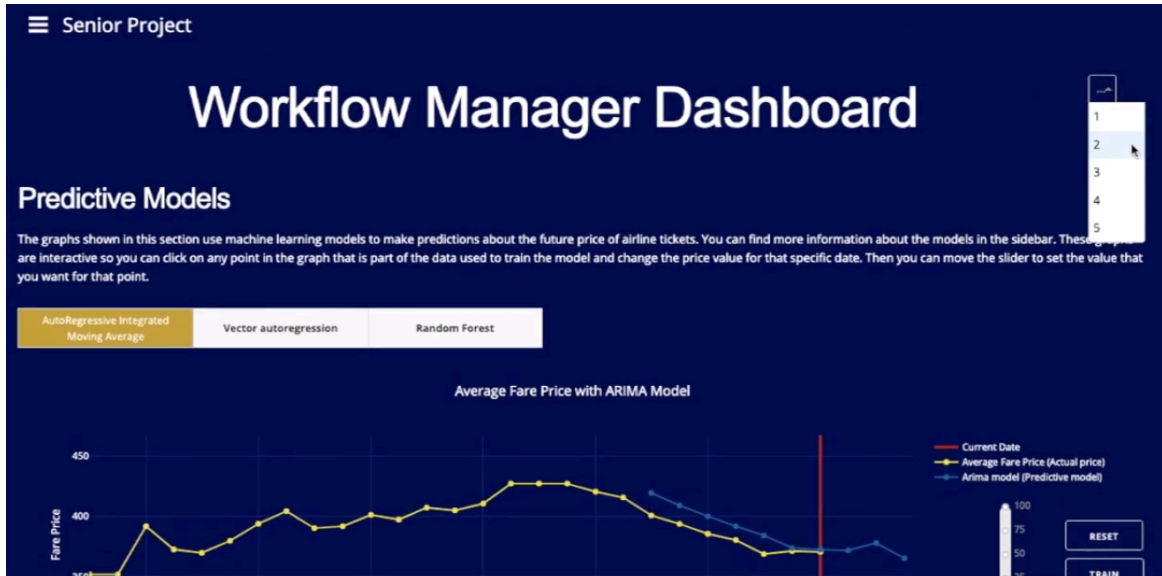 Senior Project
Workflow Manager Dashboard
...
1
2
3
4
5
Predictive Models
The graphs shown in this section use machine learning models to make predictions about the future price of airline tickets. You can find more information about the models in the sidebar. These
are interactive so you can click on any point in the graph that is part of the data used to train the model and change the price value for that specific date. Then you can move the slider to set the value that
you want for that point.
AutoRegressive Integrated
Moving Average
Vector autoregression
Random Forest
Average Fare Price with ARIMA Model
450
400
Fare Price
Current Date
Average Fare Price (Actual price)
Arima model (Predictive model)
100
75
50
RESET
TRAIN